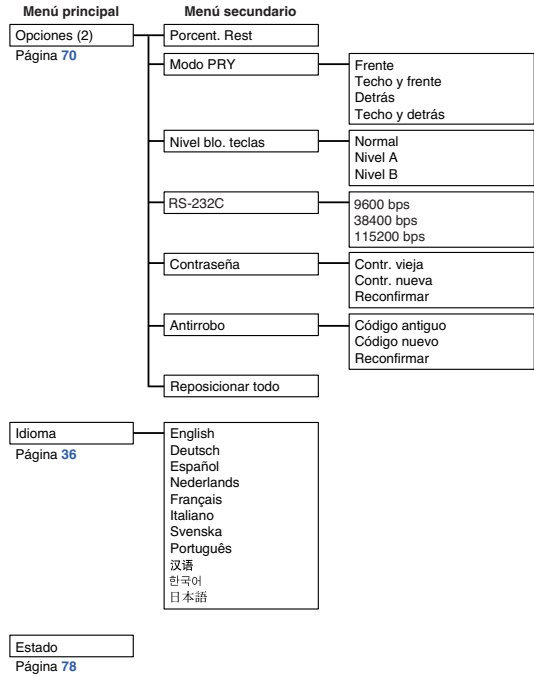 Menú principal
Menú secundario
Opciones (2)
Página 70
Porcent. Rest
Modo PRY
Frente
Techo y frente
Detrás
Techo y detrás
Nivel blo. teclas
Normal
Nivel A
Nivel B
RS-232C
9600 bps
38400 bps
115200 bps
Contraseña
Contr. vieja
Contr. nueva
Reconfirmar
Antirrobo
Código antiguo
Código nuevo
Reconfirmar
Reposicionar todo
Idioma
Página 36
English
Deutsch
Español
Nederlands
Français
Italiano
Svenska
Português
汉语
한국어
日本語
Estado
Página 78